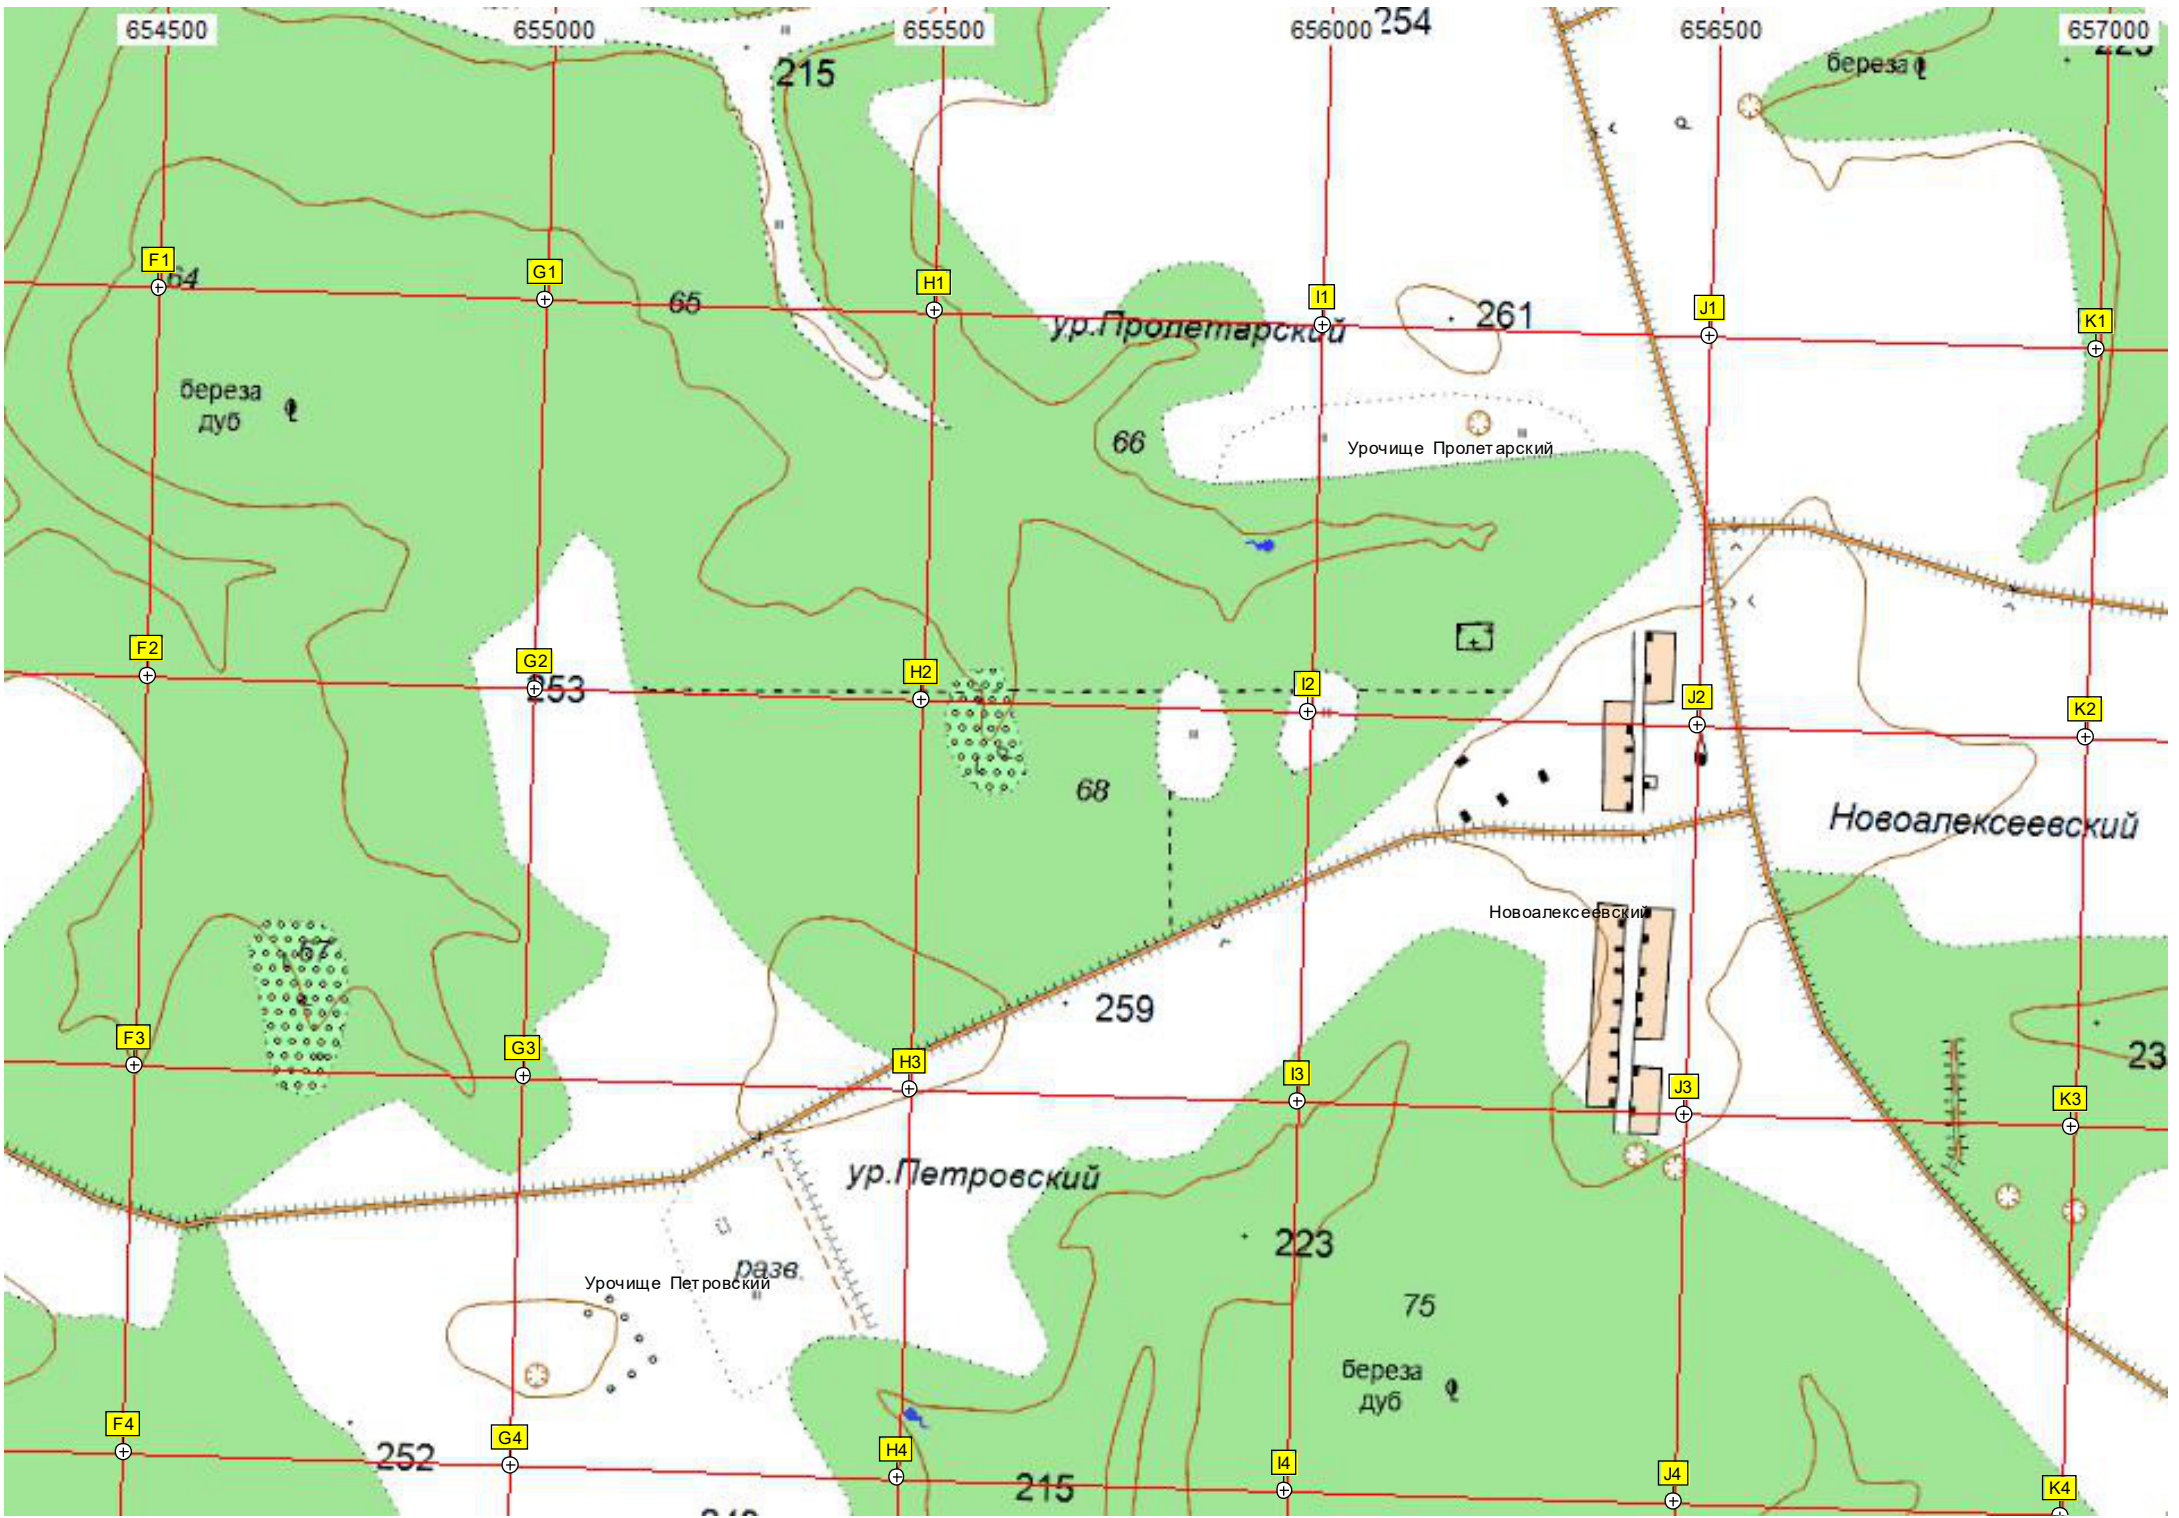 654500 655000 655500 656000 656500 657000
254
215
береза
F1
64
G1
65
H1
ур.Пролетарский
I1
261
J1
K1
береза
дуб
66
Урочище Пролетарский
F2
G2
253
H2
I2
J2
K2
68
Новоалексеевский
Новоалексеевский
67
259
F3
G3
H3
I3
J3
K3
23
ур.Петровский
223
разв.
Урочище Петровский
75
береза
дуб
F4
G4
252
H4
215
I4
J4
K4